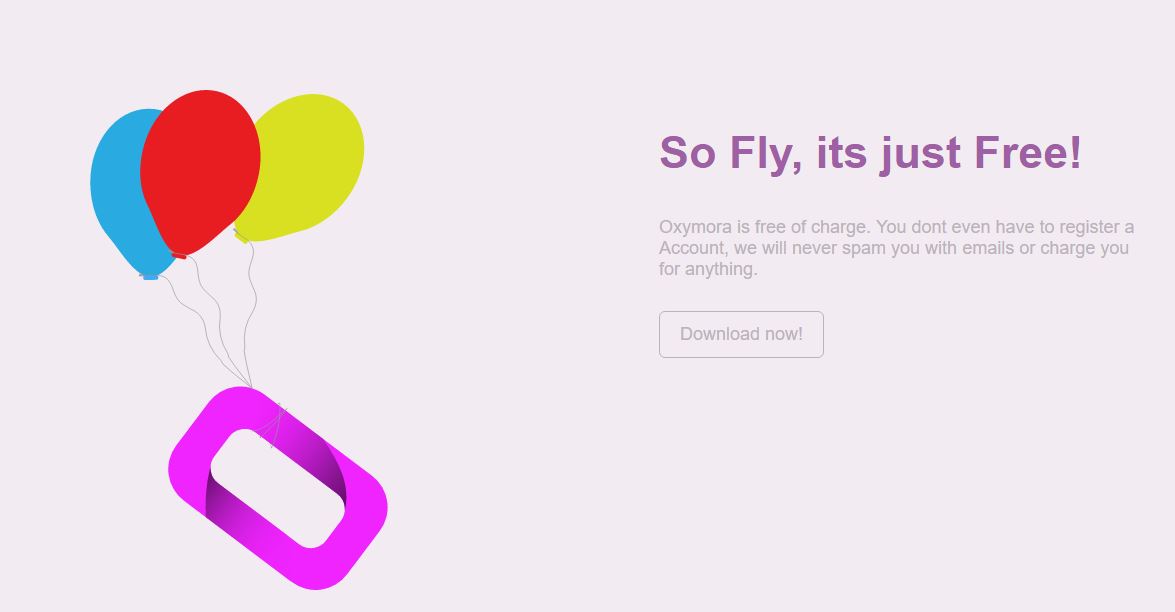 So Fly, its just Free!
Oxymora is free of charge. You dont even have to register a
Account, we will never spam you with emails or charge you
for anything.
Download now!